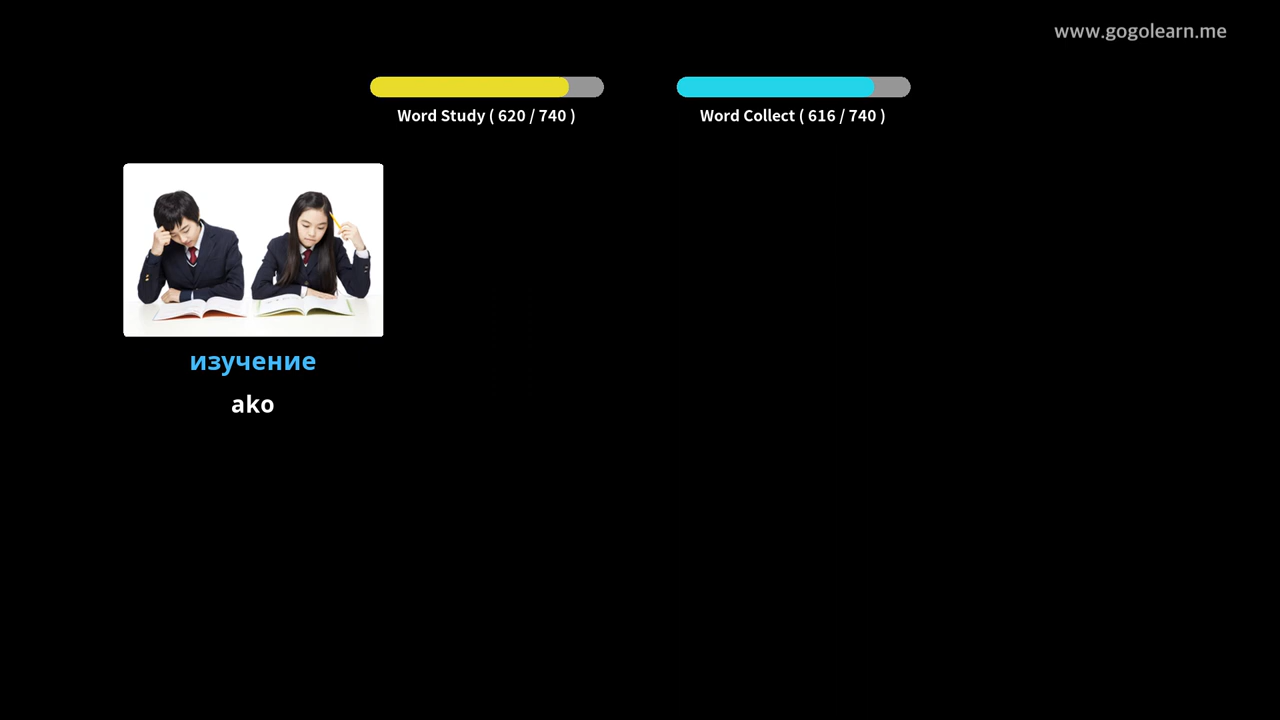 www.gogolearn.me
Word Study ( 620 / 740 )
Word Collect ( 616 / 740 )
изучение
ako